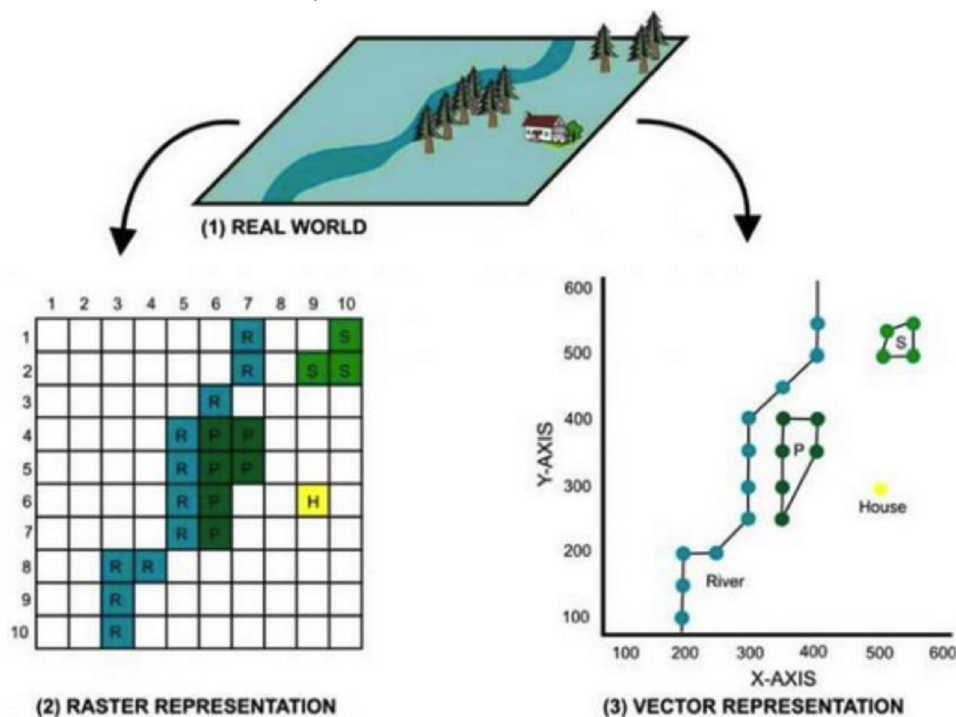 (1) REAL WORLD
1 2 3 4 5 6 7 8 9 10
1 R S
2 R S S
3 R
4 R P P
5 R P P
6 R P H
7 R P
8 R R
9 R
10 R
(2) RASTER REPRESENTATION
600
500
400
300
200
100
Y-AXIS
S
P
House
River
100 200 300 400 500 600
X-AXIS
(3) VECTOR REPRESENTATION